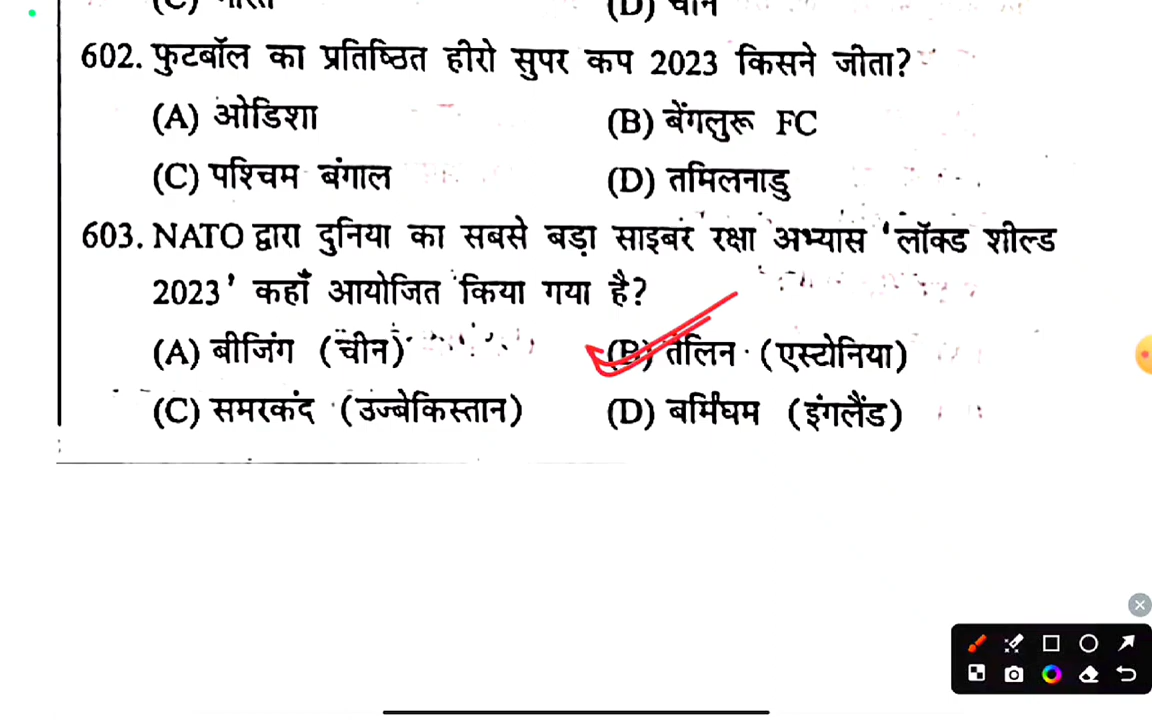 (C) भारत (D) चीन
602. फुटबॉल का प्रतिष्ठित हीरो सुपर कप 2023 किसने जीता?
(A) ओडिशा (B) बेंगलुरू FC
(C) पश्चिम बंगाल (D) तमिलनाडु
603. NATO द्वारा दुनिया का सबसे बड़ा साइबर रक्षा अभ्यास 'लॉक्ड शील्ड
2023' कहाँ आयोजित किया गया है?
(A) बीजिंग (चीन) (B) तेलिन (एस्टोनिया)
(C) समरकंद (उज्बेकिस्तान) (D) बर्मिंघम (इंगलैंड)